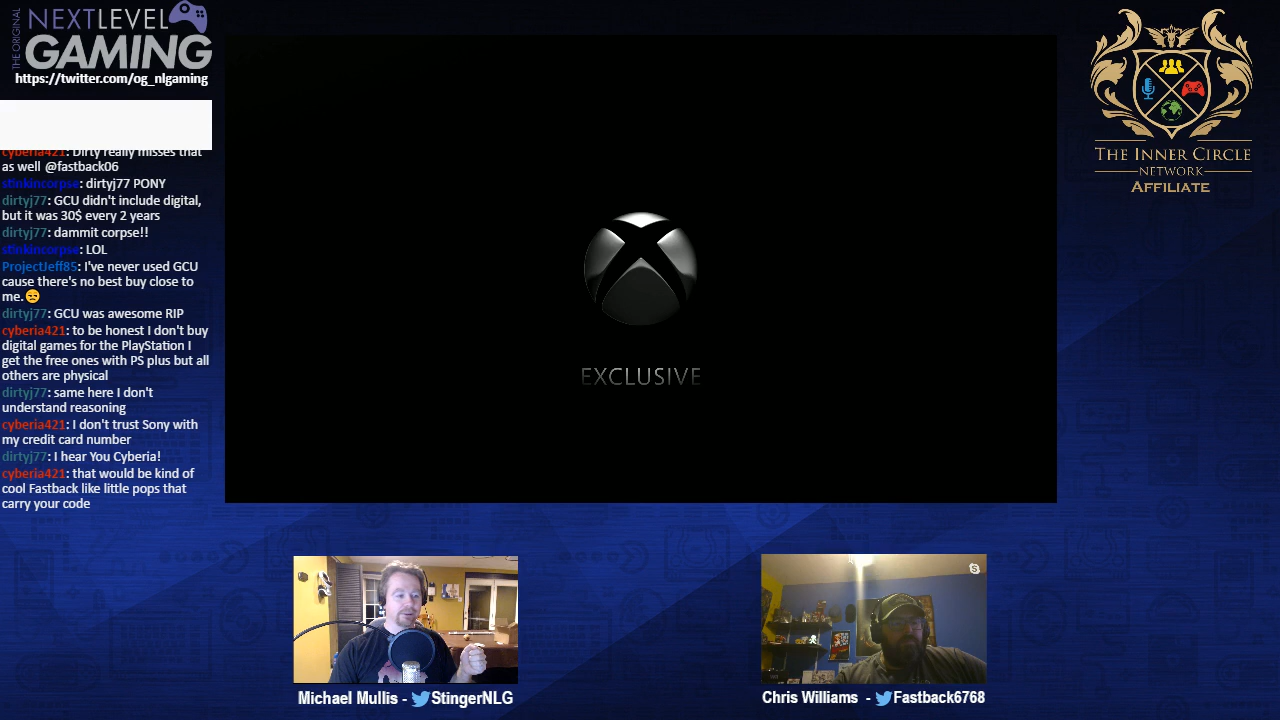 THE ORIGINAL
NEXTLEVEL
GAMING
https://twitter.com/og_nlgaming
cyberia421: Dirty really misses that
as well @fastback06
stinkincorpse: dirtyj77 PONY
dirtyj77: GCU didn't include digital,
but it was 30$ every 2 years
dirtyj77: dammit corpse!!
stinkincorpse: LOL
ProjectJeff85: I've never used GCU
cause there's no best buy close to
me.😒
dirtyj77: GCU was awesome RIP
cyberia421: to be honest I don't buy
digital games for the PlayStation I
get the free ones with PS plus but all
others are physical
dirtyj77: same here I don't
understand reasoning
cyberia421: I don't trust Sony with
my credit card number
dirtyj77: I hear You Cyberia!
cyberia421: that would be kind of
cool Fastback like little pops that
carry your code
EXCLUSIVE
THE INNER CIRCLE
NETWORK
AFFILIATE
Michael Mullis - StingerNLG
Chris Williams - Fastback6768